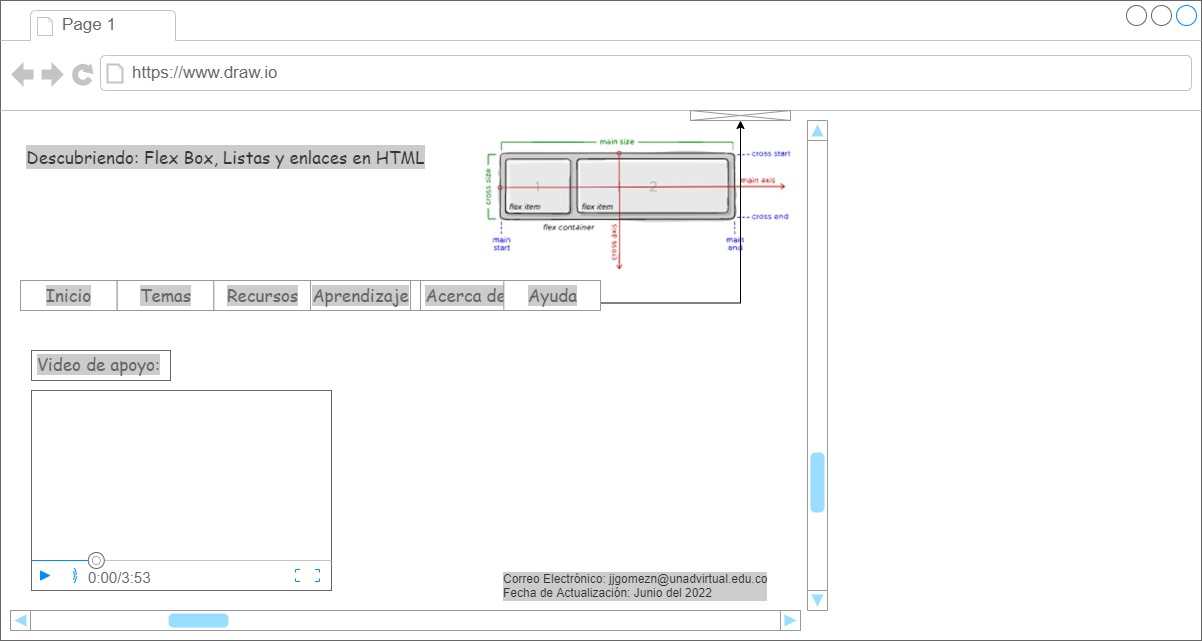 Page 1
https://www.draw.io
Descubriendo: Flex Box, Listas y enlaces en HTML
main size
cross start
cross size
1
2
main axis
flex item
flex item
cross end
flex container
cross axis
main start
main end
Inicio
Temas
Recursos
Aprendizaje
Acerca de
Ayuda
Video de apoyo:
0:00/3:53
Correo Electrónico: jjgomezn@unadvirtual.edu.co
Fecha de Actualización: Junio del 2022